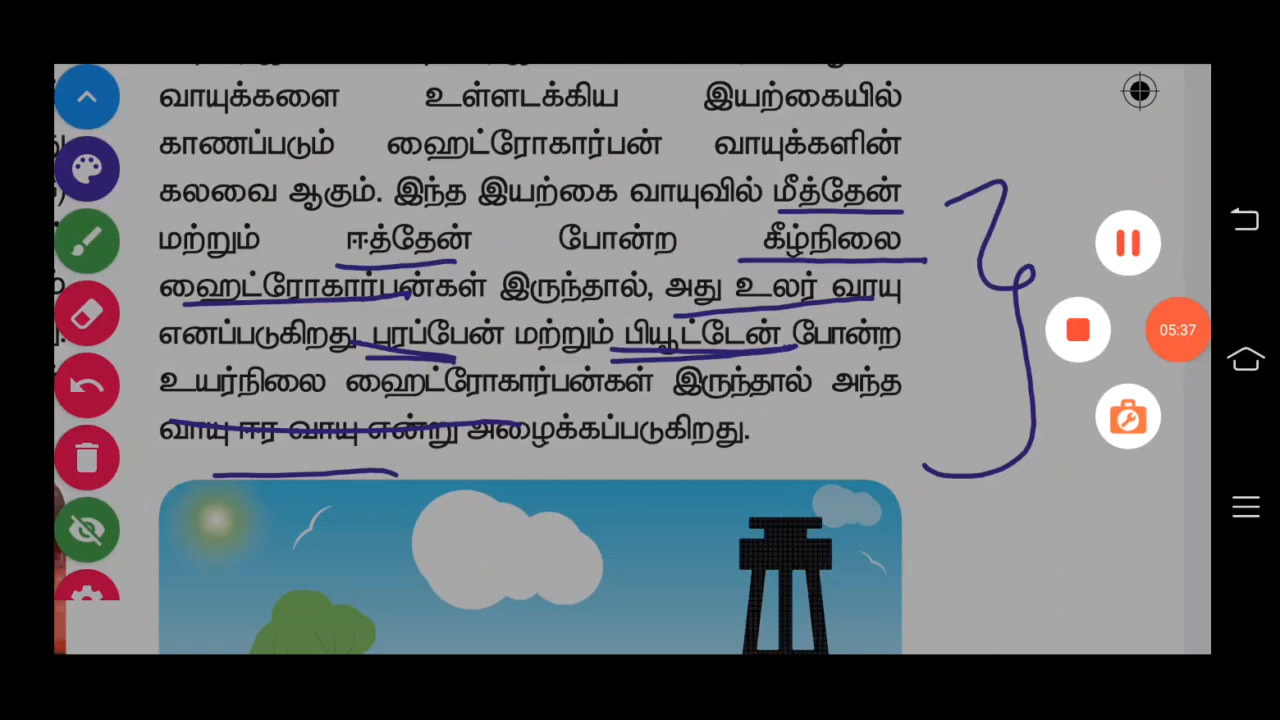 வாயுக்களை உள்ளடக்கிய இயற்கையில்
காணப்படும் ஹைட்ரோகார்பன் வாயுக்களின்
கலவை ஆகும். இந்த இயற்கை வாயுவில் மீத்தேன்
மற்றும் ஈத்தேன் போன்ற கீழ்நிலை
ஹைட்ரோகார்பன்கள் இருந்தால், அது உலர் வாயு
எனப்படுகிறது புரப்பேன் மற்றும் பியூட்டேன் போன்ற
உயர்நிலை ஹைட்ரோகார்பன்கள் இருந்தால் அந்த
வாயு ஈர வாயு என்று அழைக்கப்படுகிறது.
05:37